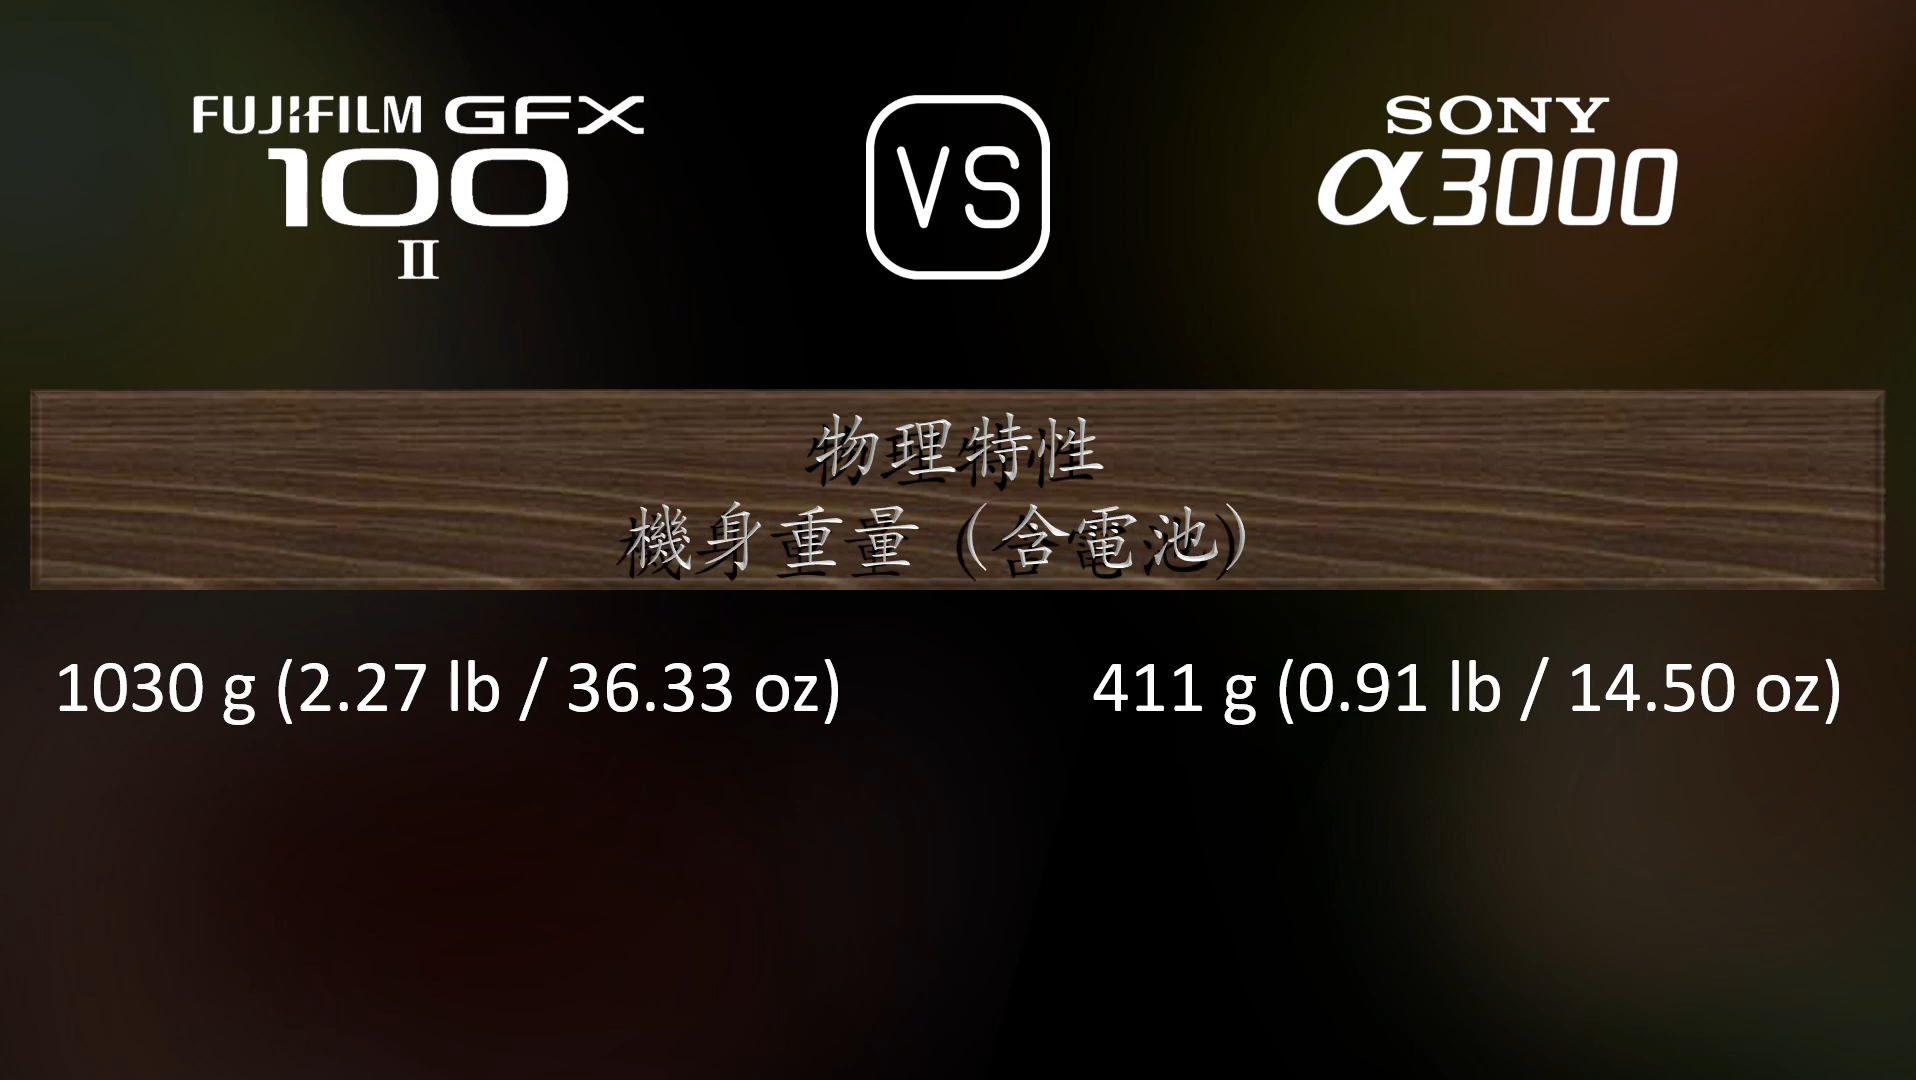 FUJIFILM GFX
100
II
VS
SONY
α3000
物理特性
機身重量（含電池）
1030 g (2.27 lb / 36.33 oz)
411 g (0.91 lb / 14.50 oz)